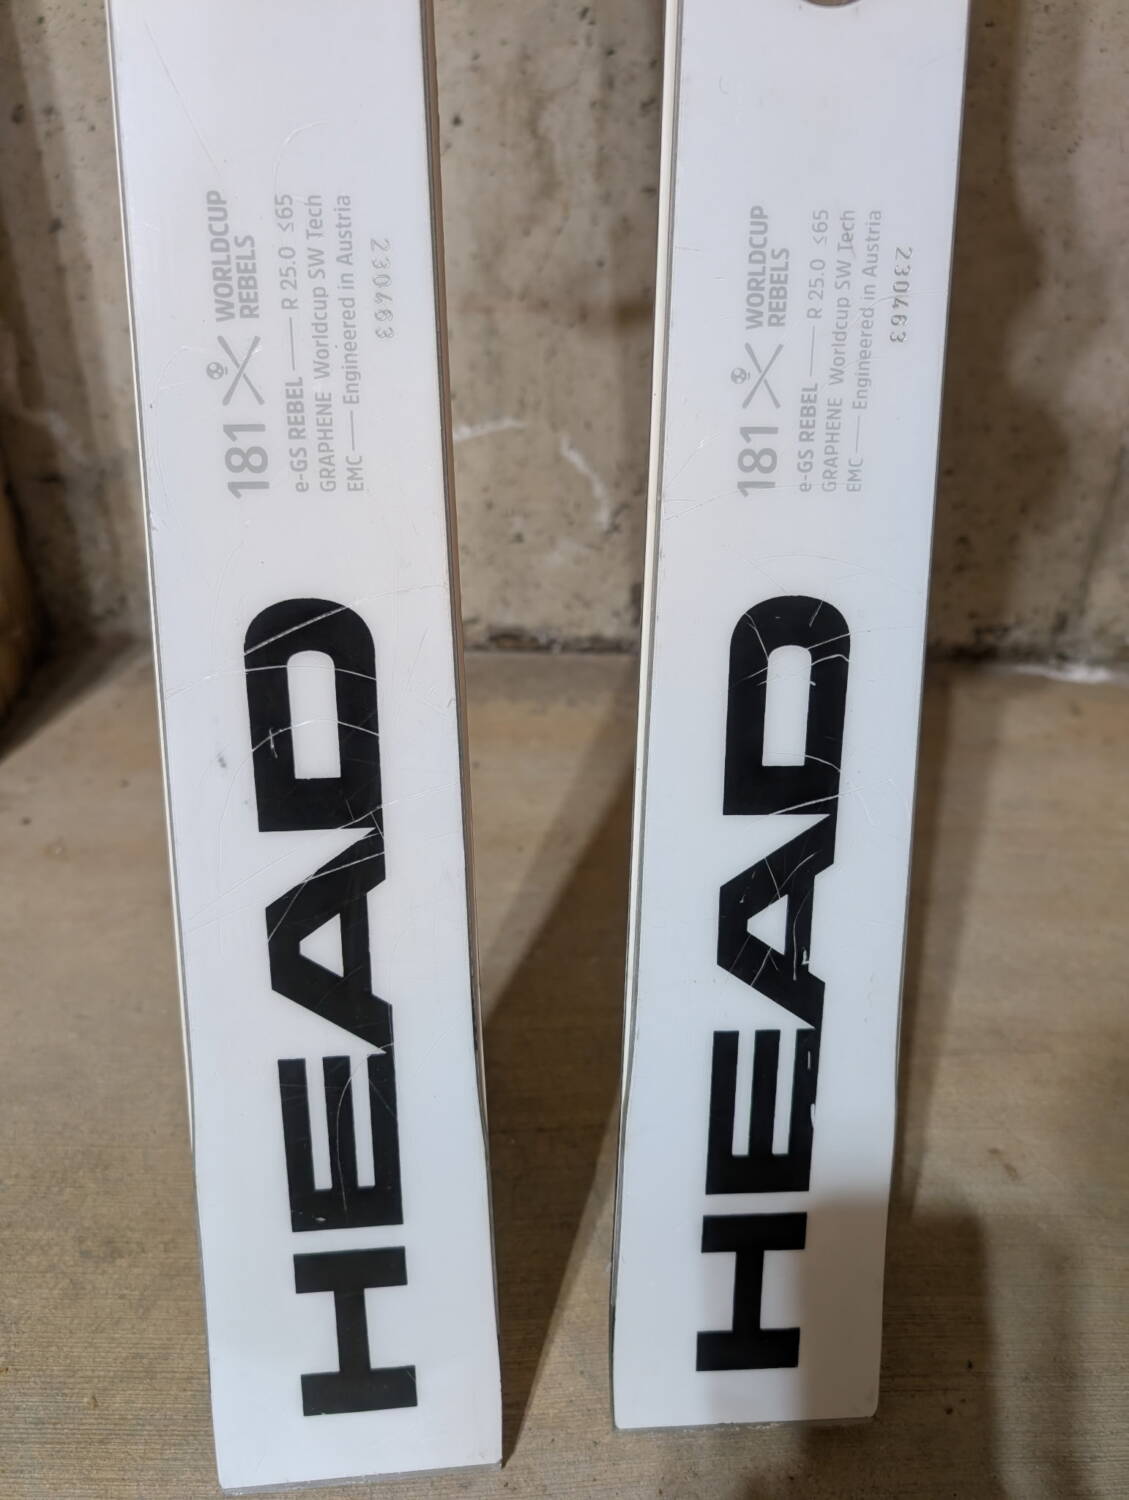 181 WORLDCUP
REBELS
e-GS REBEL R 25.0 ≤65
GRAPHENE Worldcup SW Tech
EMC Engineered in Austria
230463
HEAD
181 WORLDCUP
REBELS
e-GS REBEL R 25.0 ≤65
GRAPHENE Worldcup SW Tech
EMC Engineered in Austria
230463
HEAD